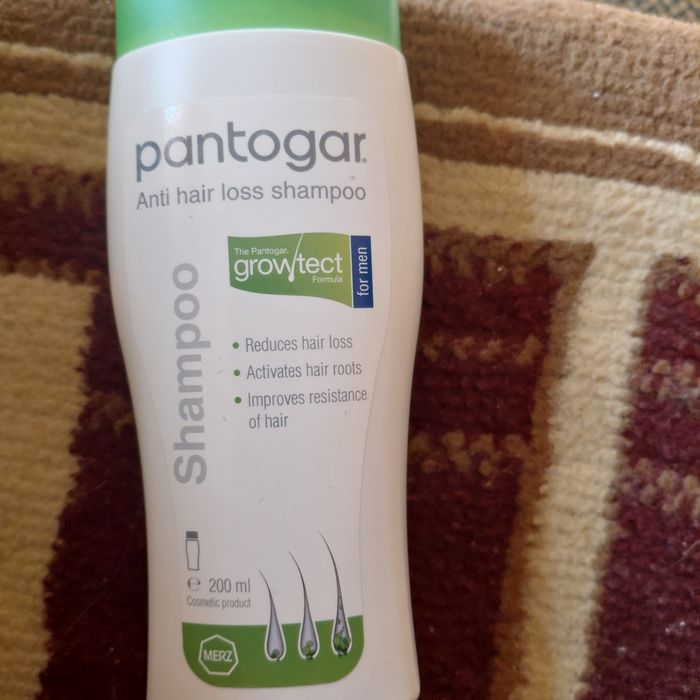 pantogar.
Anti hair loss shampoo
The Pantogar.
growtect
Formula
for men
Shampoo
• Reduces hair loss
• Activates hair roots
• Improves resistance
of hair
℮ 200 ml
Cosmetic product
MERZ